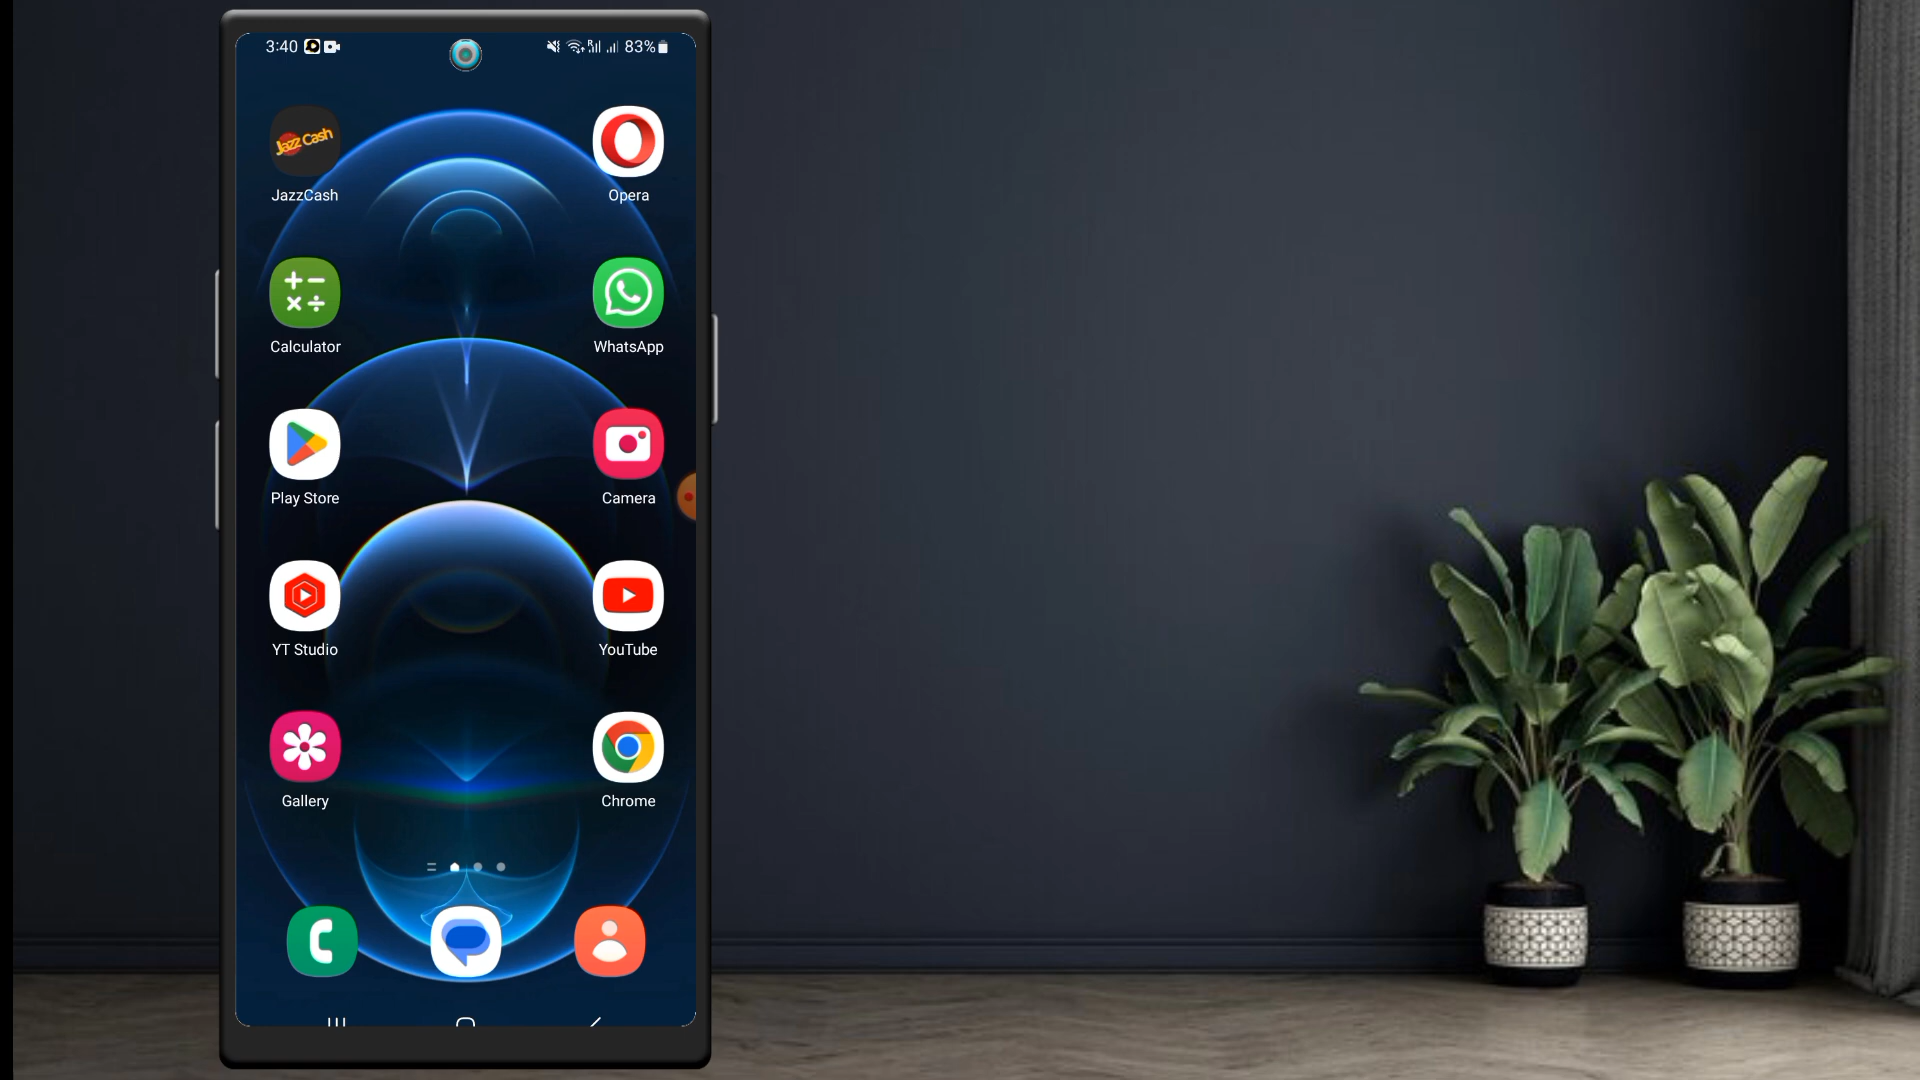 3:40 83%
Jazz Cash
JazzCash Opera
Calculator WhatsApp
Play Store Camera
YT Studio YouTube
Gallery Chrome